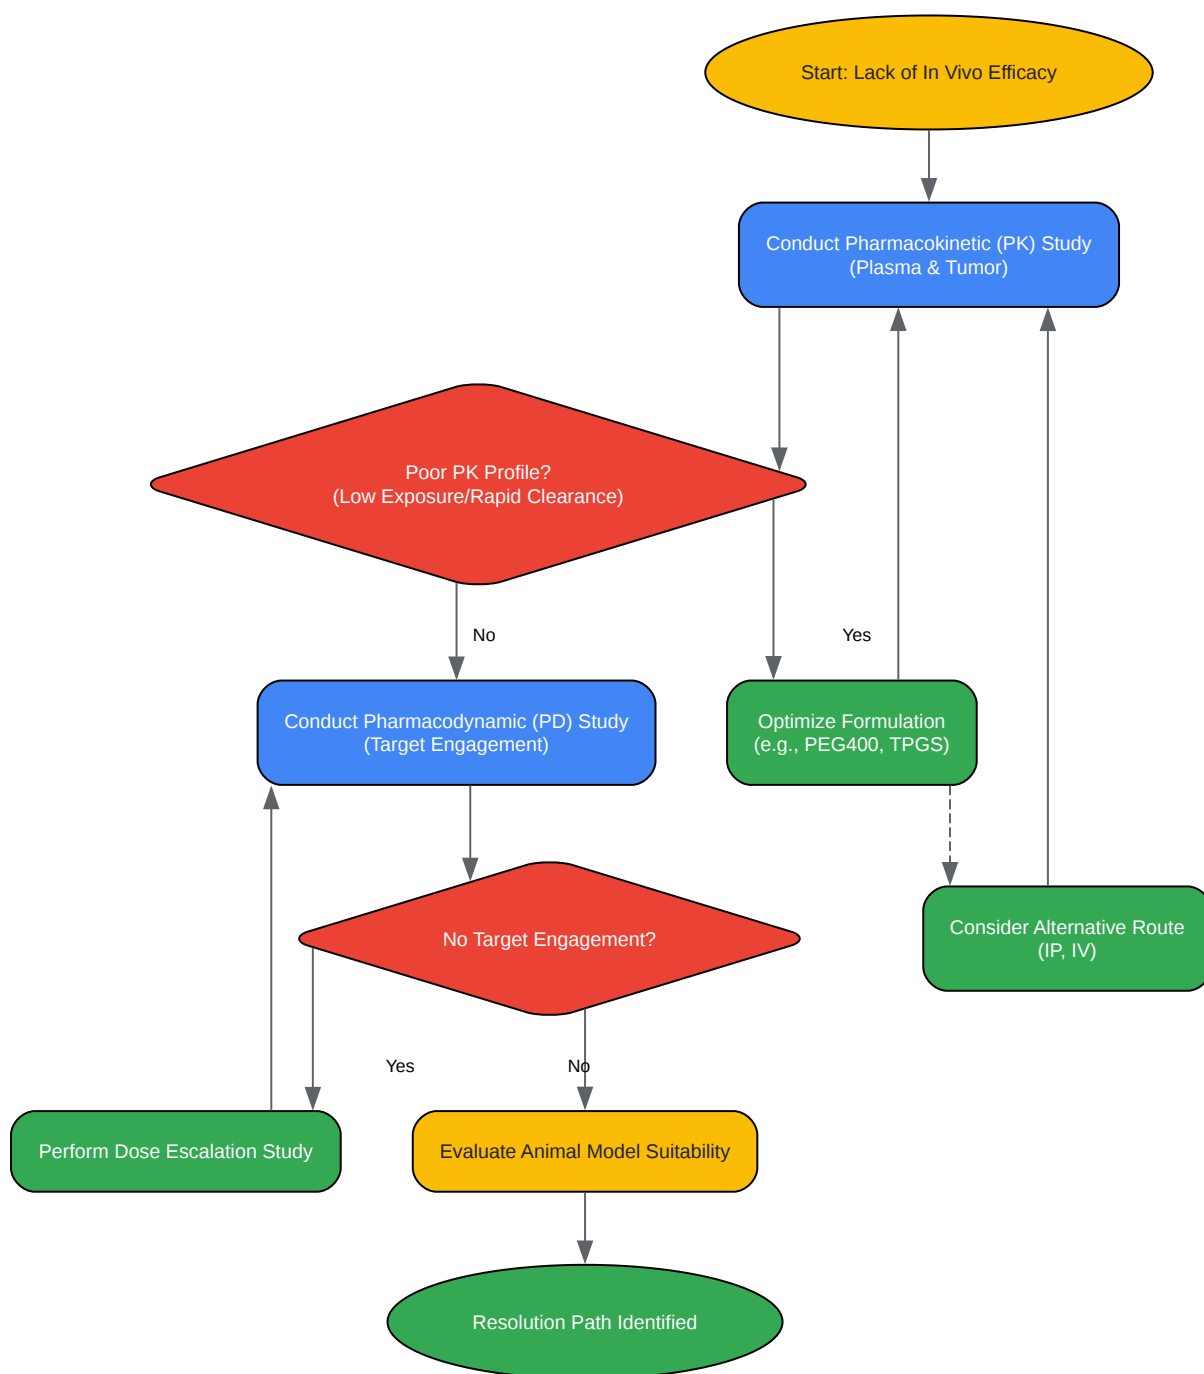 Start: Lack of In Vivo Efficacy
Conduct Pharmacokinetic (PK) Study
(Plasma & Tumor)
Poor PK Profile?
(Low Exposure/Rapid Clearance)
No
Yes
Conduct Pharmacodynamic (PD) Study
(Target Engagement)
Optimize Formulation
(e.g., PEG400, TPGS)
No Target Engagement?
Consider Alternative Route
(IP, IV)
Yes
No
Perform Dose Escalation Study
Evaluate Animal Model Suitability
Resolution Path Identified